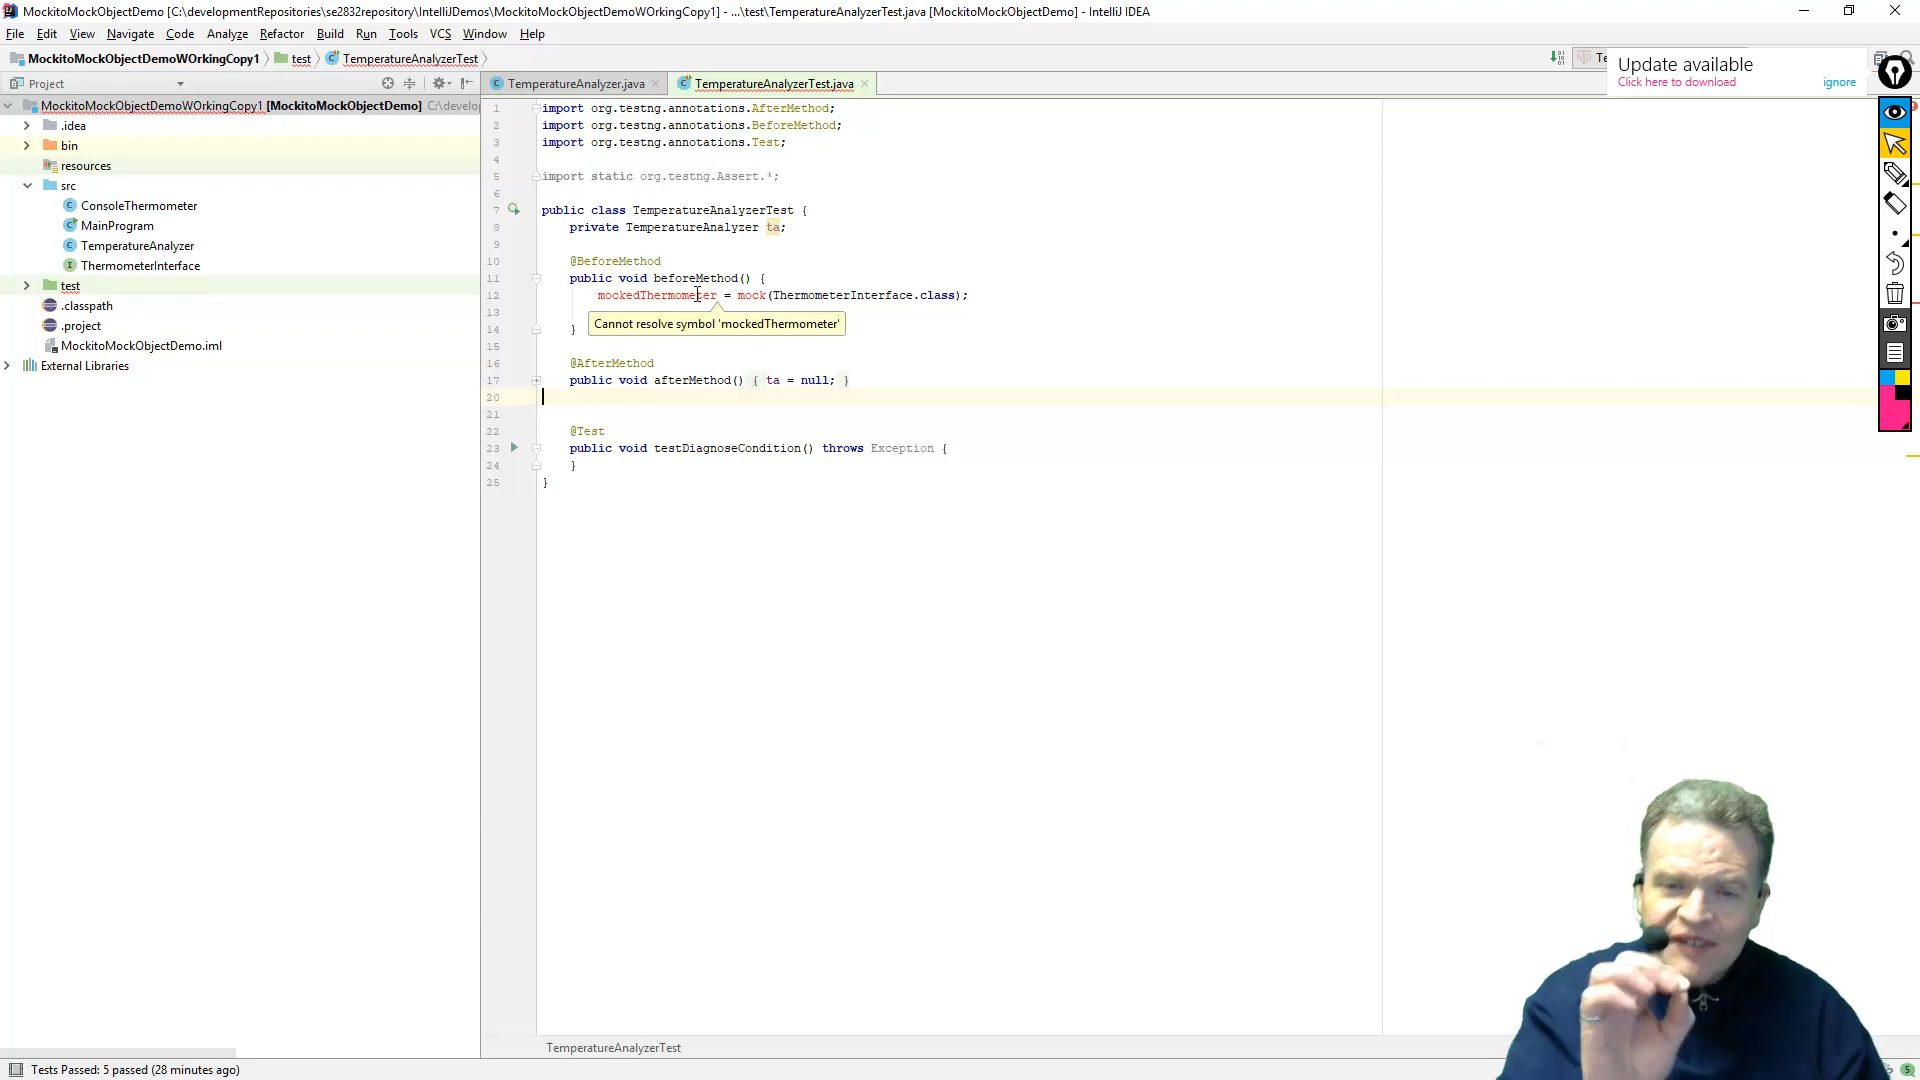 MockitoMockObjectDemo [C:\developmentRepositories\se2832repository\IntelliJDemos\MockitoMockObjectDemoWOrkingCopy1] - ...\test\TemperatureAnalyzerTest.java [MockitoMockObjectDemo] - IntelliJ IDEA
File Edit View Navigate Code Analyze Refactor Build Run Tools VCS Window Help
MockitoMockObjectDemoWOrkingCopy1 test TemperatureAnalyzerTest
Update available
Click here to download ignore
Project
TemperatureAnalyzer.java TemperatureAnalyzerTest.java
MockitoMockObjectDemoWOrkingCopy1 [MockitoMockObjectDemo] C:\develo
.idea
bin
resources
src
ConsoleThermometer
MainProgram
TemperatureAnalyzer
ThermometerInterface
test
.classpath
.project
MockitoMockObjectDemo.iml
External Libraries
1 import org.testng.annotations.AfterMethod;
2 import org.testng.annotations.BeforeMethod;
3 import org.testng.annotations.Test;
4
5 import static org.testng.Assert.*;
6
7 public class TemperatureAnalyzerTest {
8 private TemperatureAnalyzer ta;
9
10 @BeforeMethod
11 public void beforeMethod() {
12 mockedThermometer = mock(ThermometerInterface.class);
13
Cannot resolve symbol 'mockedThermometer'
14 }
15
16 @AfterMethod
17 public void afterMethod() { ta = null; }
20
21
22 @Test
23 public void testDiagnoseCondition() throws Exception {
24 }
25 }
TemperatureAnalyzerTest
Tests Passed: 5 passed (28 minutes ago)
5